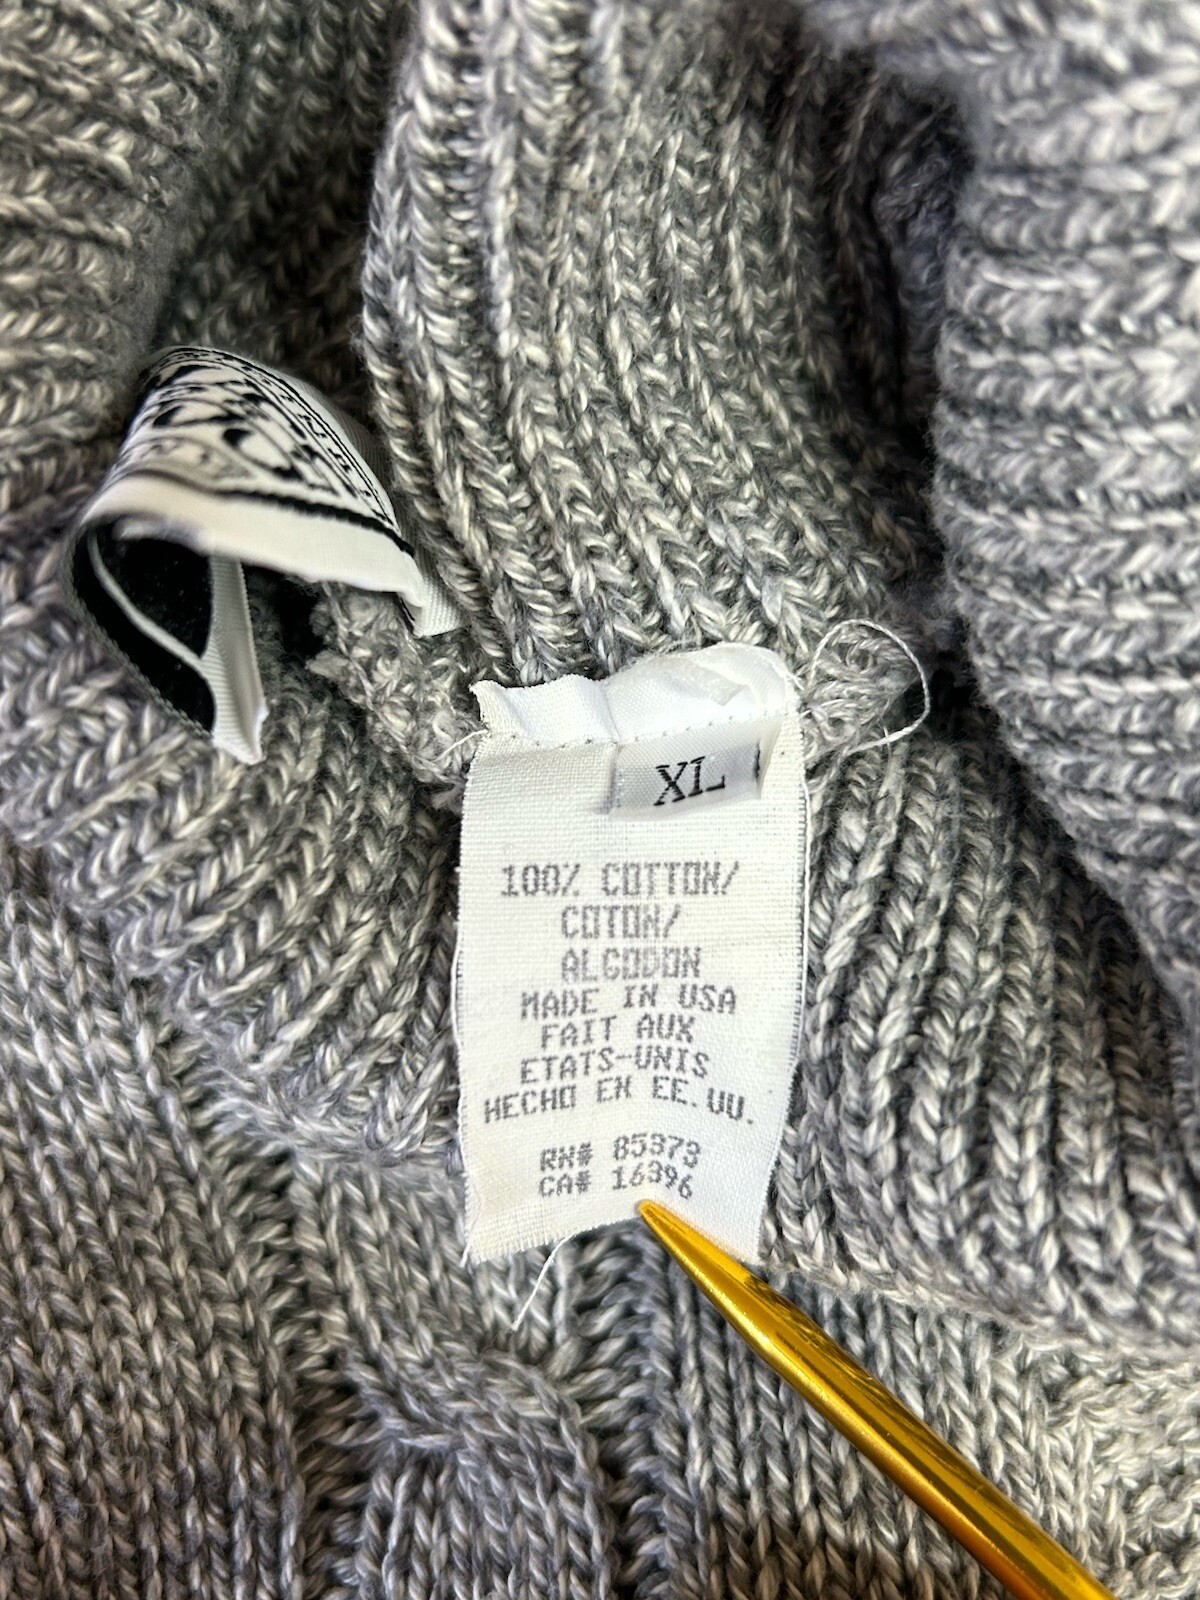 XL
100% COTTON/
COTON/
ALGODON
MADE IN USA
FAIT AUX
ETATS-UNIS
HECHO EN EE.UU.
RN# 85373
CA# 16396